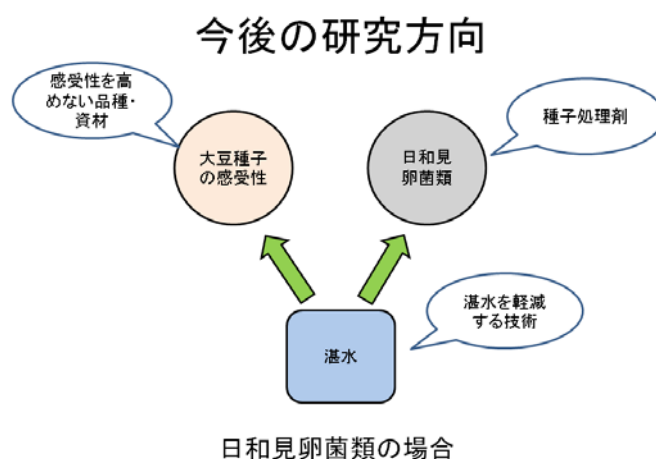 今後の研究方向
感受性を高
めない品種・
資材
種子処理剤
大豆種子
の感受性
日和見
卵菌類
湛水を軽減
する技術
湛水
日和見卵菌類の場合